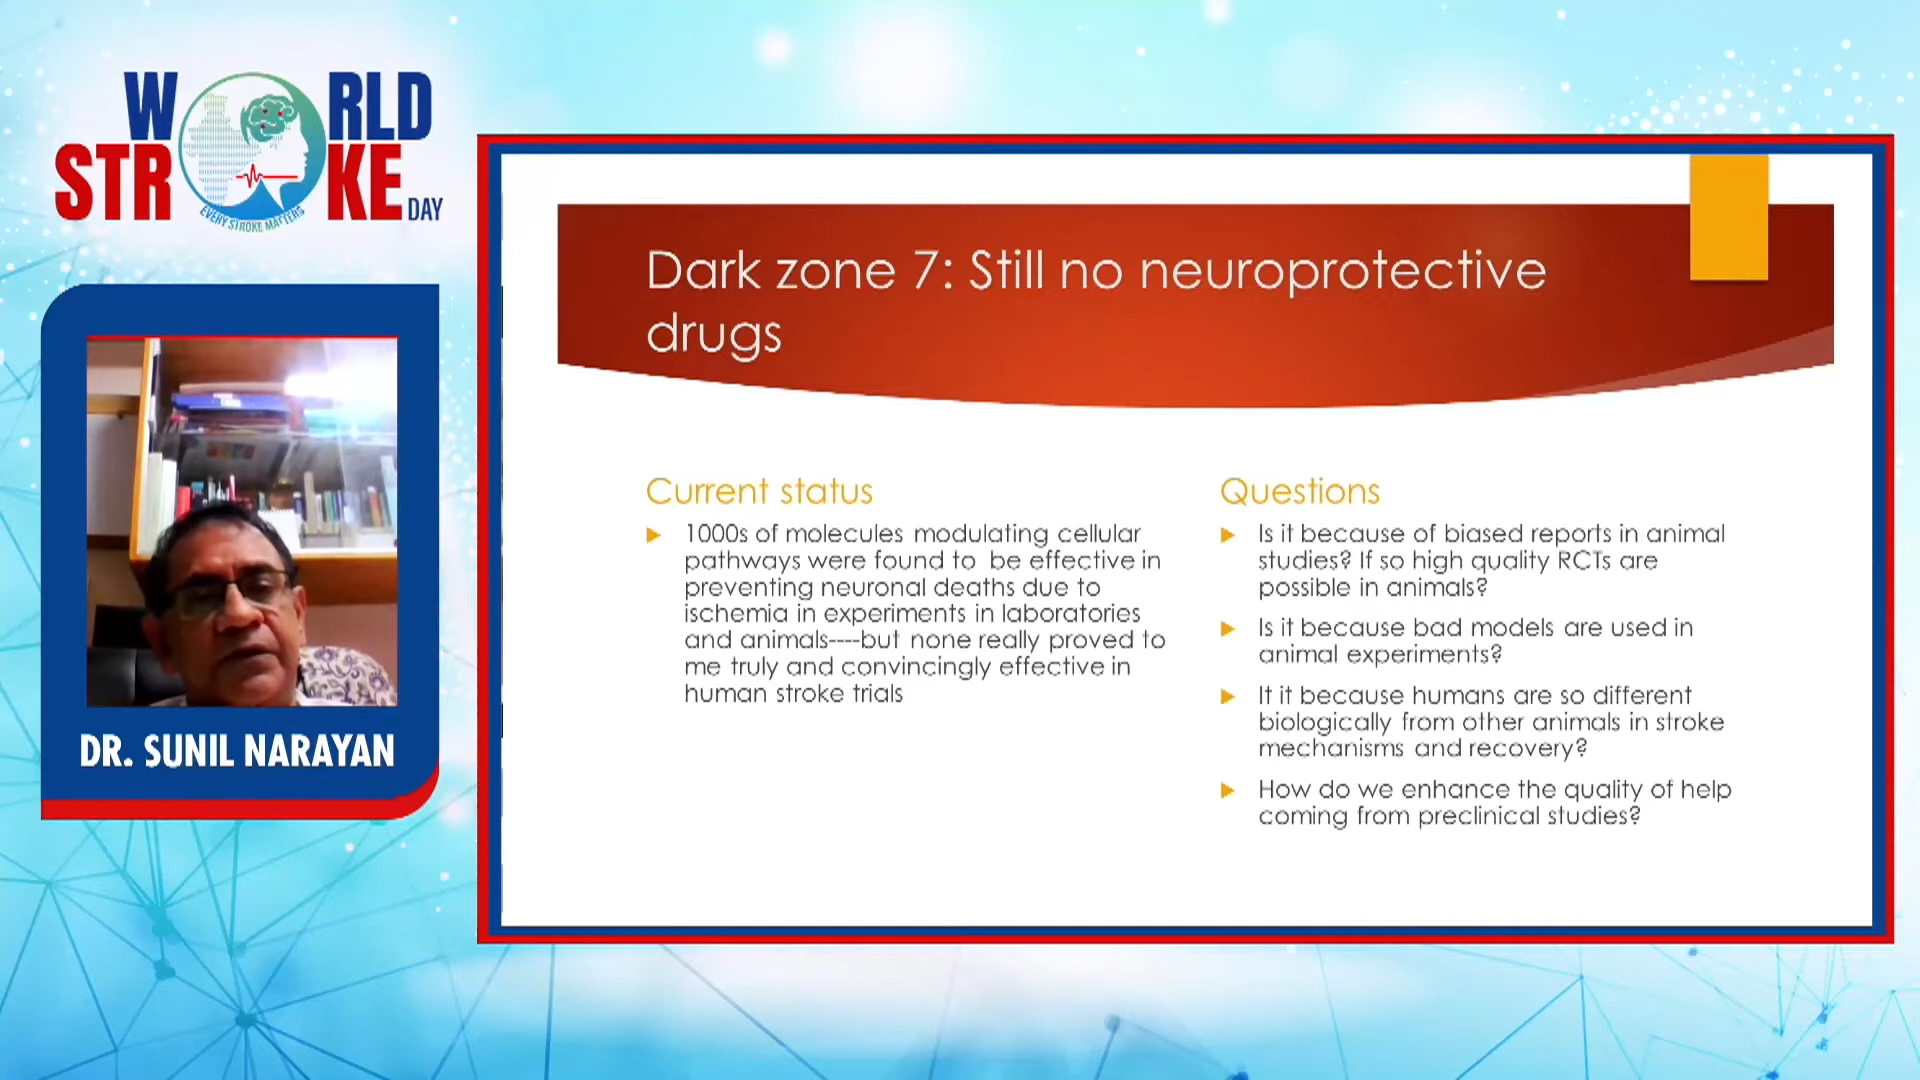 WORLD
STROKE DAY
EVERY STROKE MATTERS
DR. SUNIL NARAYAN
Dark zone 7: Still no neuroprotective
drugs
Current status
1000s of molecules modulating cellular
pathways were found to be effective in
preventing neuronal deaths due to
ischemia in experiments in laboratories
and animals----but none really proved to
me truly and convincingly effective in
human stroke trials
Questions
Is it because of biased reports in animal
studies? If so high quality RCTs are
possible in animals?
Is it because bad models are used in
animal experiments?
It it because humans are so different
biologically from other animals in stroke
mechanisms and recovery?
How do we enhance the quality of help
coming from preclinical studies?